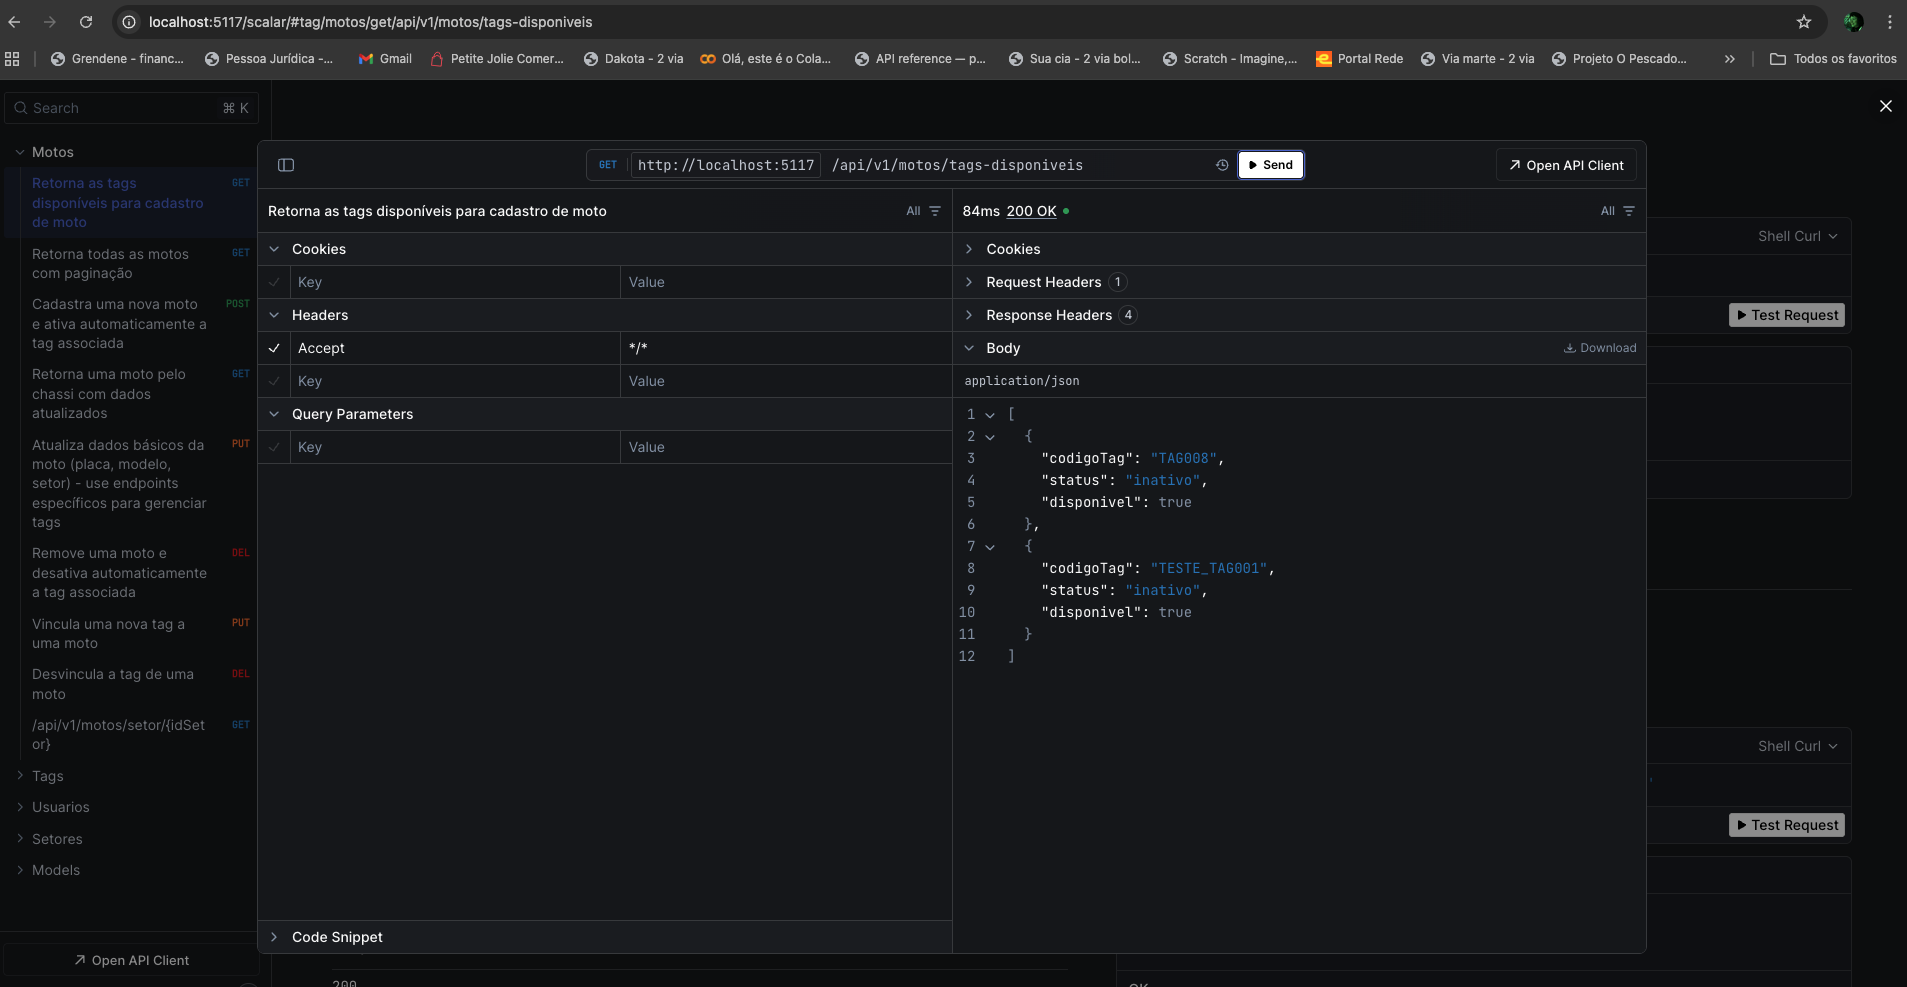 localhost:5117/scalar/#tag/motos/get/api/v1/motos/tags-disponiveis
Grendene - financ...
Pessoa Jurídica -...
Gmail
Petite Jolie Comer...
Dakota - 2 via
Olá, este é o Cola...
API reference — p...
Sua cia - 2 via bol...
Scratch - Imagine,...
Portal Rede
Via marte - 2 via
Projeto O Pescado...
Todos os favoritos
Search
⌘ K
Motos
Retorna as tags disponíveis para cadastro de moto
GET
Retorna todas as motos com paginação
GET
Cadastra uma nova moto e ativa automaticamente a tag associada
POST
Retorna uma moto pelo chassi com dados atualizados
GET
Atualiza dados básicos da moto (placa, modelo, setor) - use endpoints específicos para gerenciar tags
PUT
Remove uma moto e desativa automaticamente a tag associada
DEL
Vincula uma nova tag a uma moto
PUT
Desvincula a tag de uma moto
DEL
/api/v1/motos/setor/{idSetor}
GET
Tags
Usuarios
Setores
Models
Open API Client
GET http://localhost:5117 /api/v1/motos/tags-disponiveis
Send
Open API Client
Retorna as tags disponíveis para cadastro de moto
All
Cookies
Key Value
Headers
Accept */*
Key Value
Query Parameters
Key Value
Code Snippet
84ms 200 OK
All
Cookies
Request Headers 1
Response Headers 4
Body
Download
application/json
1 [
2 {
3 "codigoTag": "TAG008",
4 "status": "inativo",
5 "disponivel": true
6 },
7 {
8 "codigoTag": "TESTE_TAG001",
9 "status": "inativo",
10 "disponivel": true
11 }
12 ]
Shell Curl
Test Request
Shell Curl
Test Request
200
OK